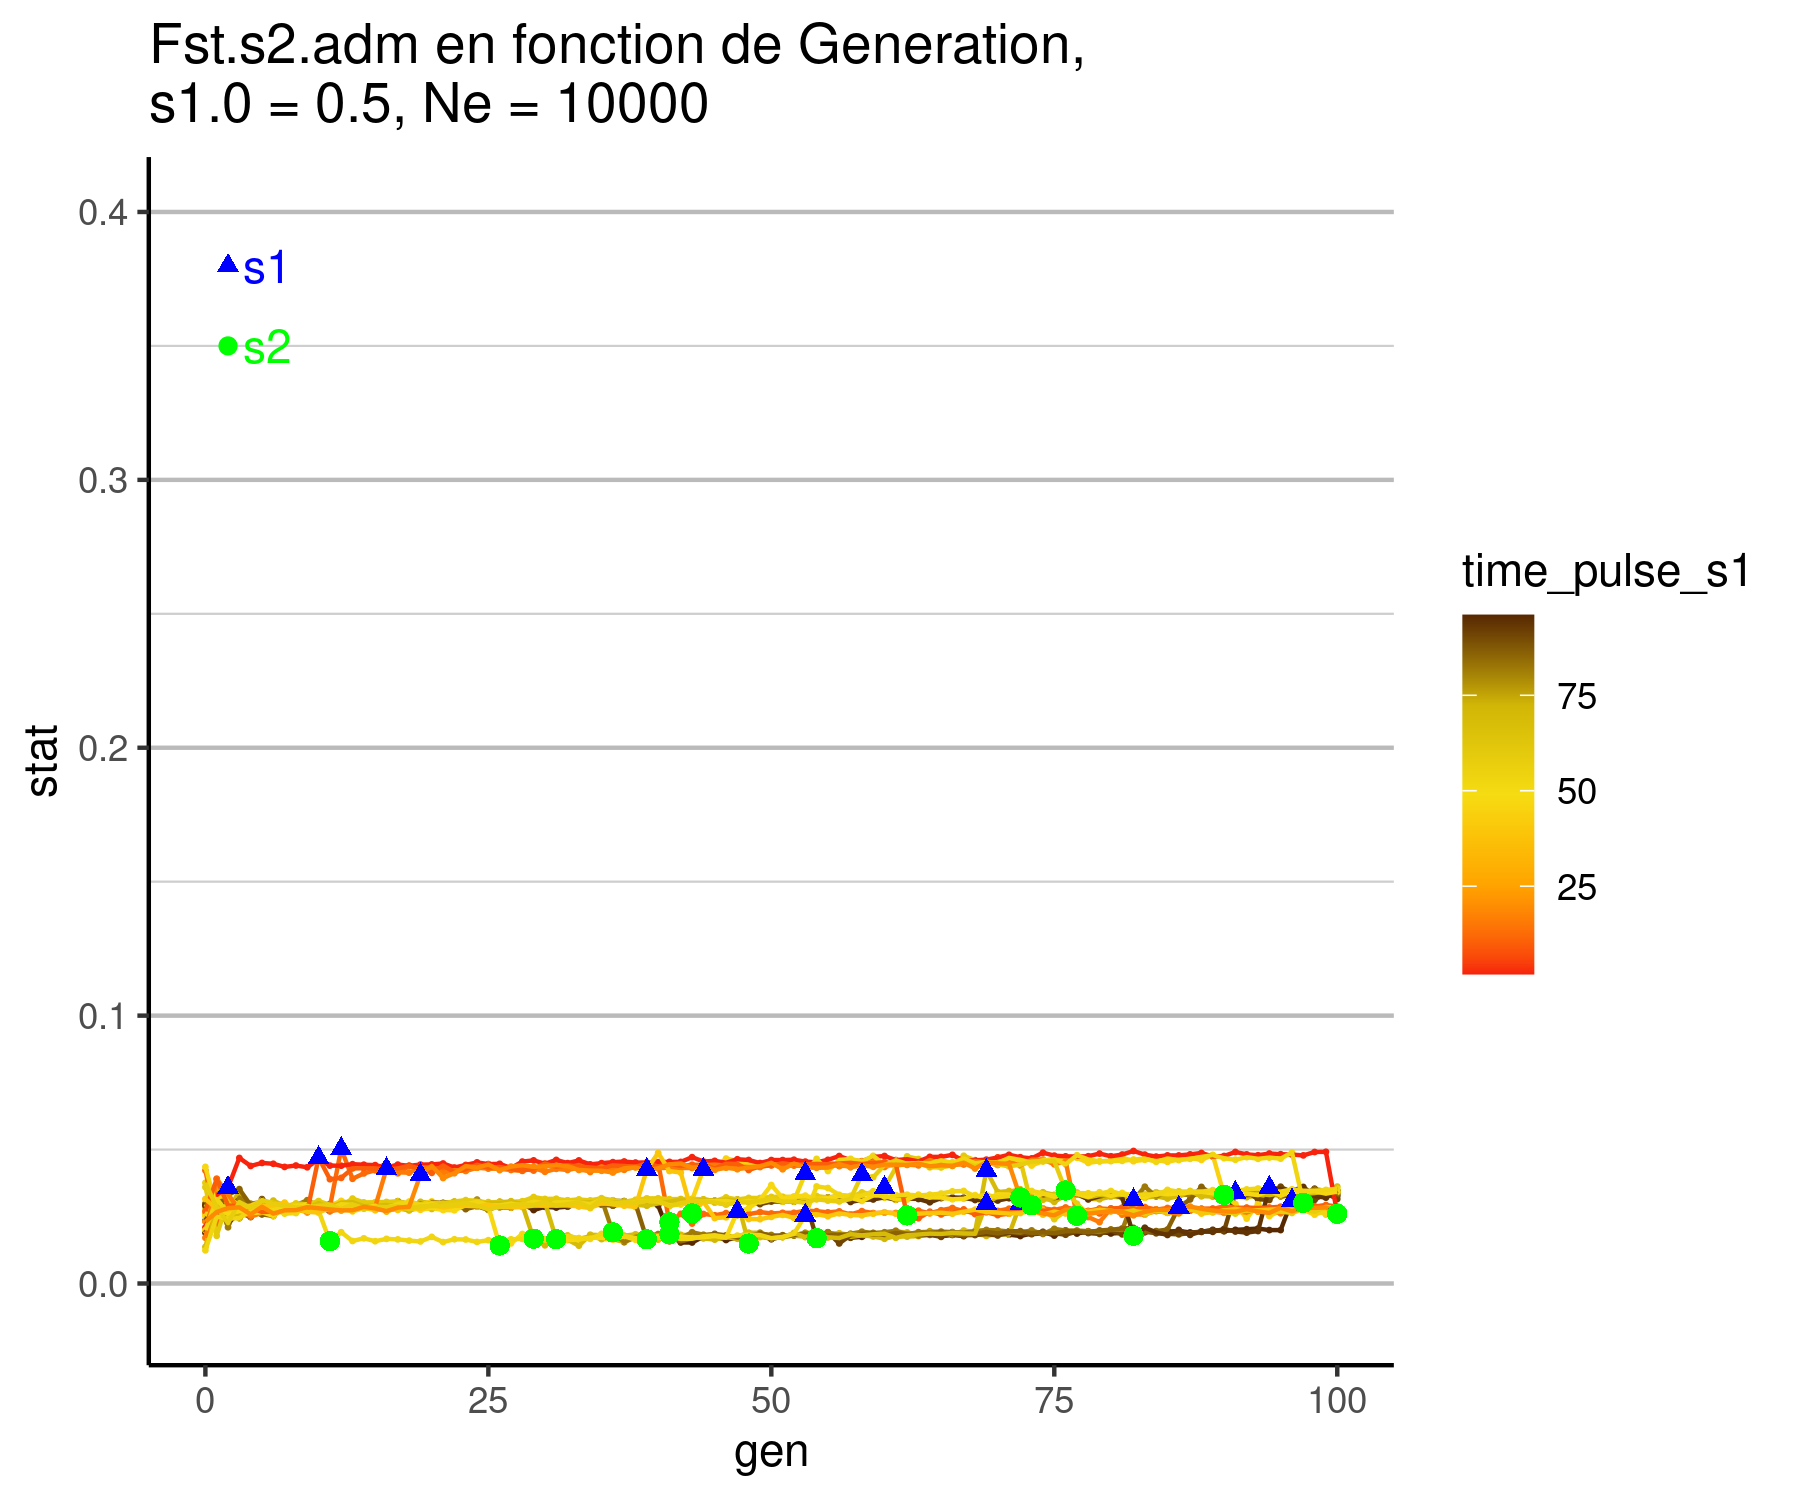 Fst.s2.adm en fonction de Generation,
s1.0 = 0.5, Ne = 10000
0.4
s1
s2
0.3
0.2
0.1
0.0
stat
0 25 50 75 100
gen
time_pulse_s1
75
50
25